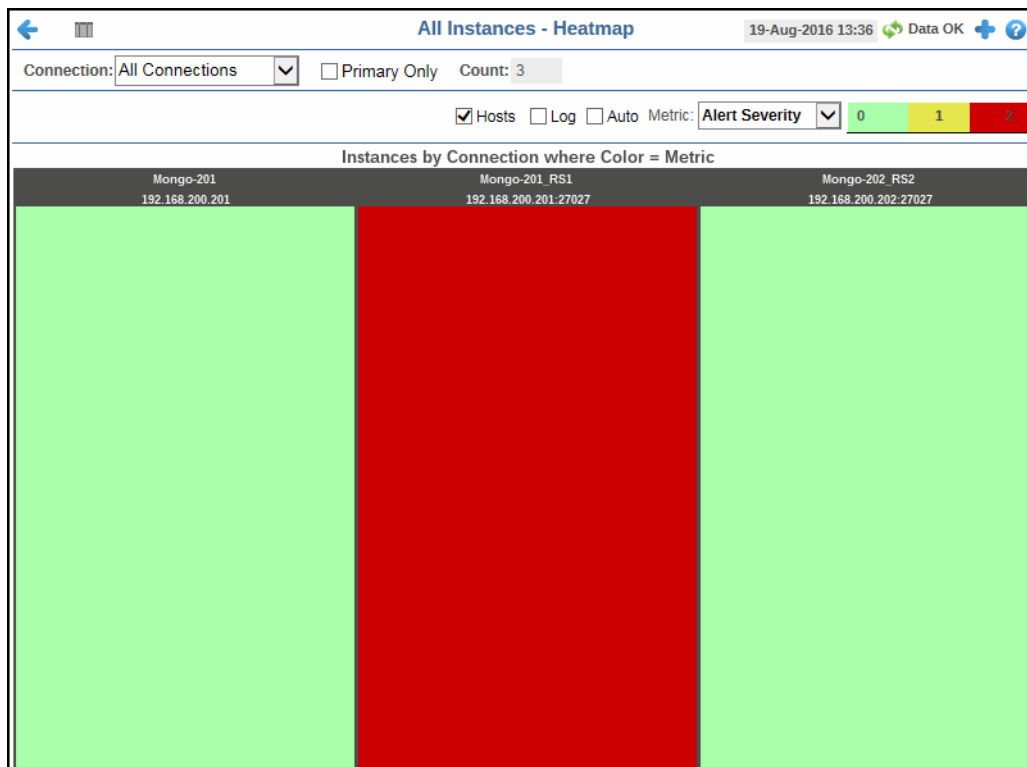 All Instances - Heatmap 19-Aug-2016 13:36 Data OK ?
Connection: All Connections Primary Only Count: 3
Hosts Log Auto Metric: Alert Severity 0 1 2
Instances by Connection where Color = Metric
Mongo-201 Mongo-201_RS1 Mongo-202_RS2
192.168.200.201 192.168.200.201:27027 192.168.200.202:27027